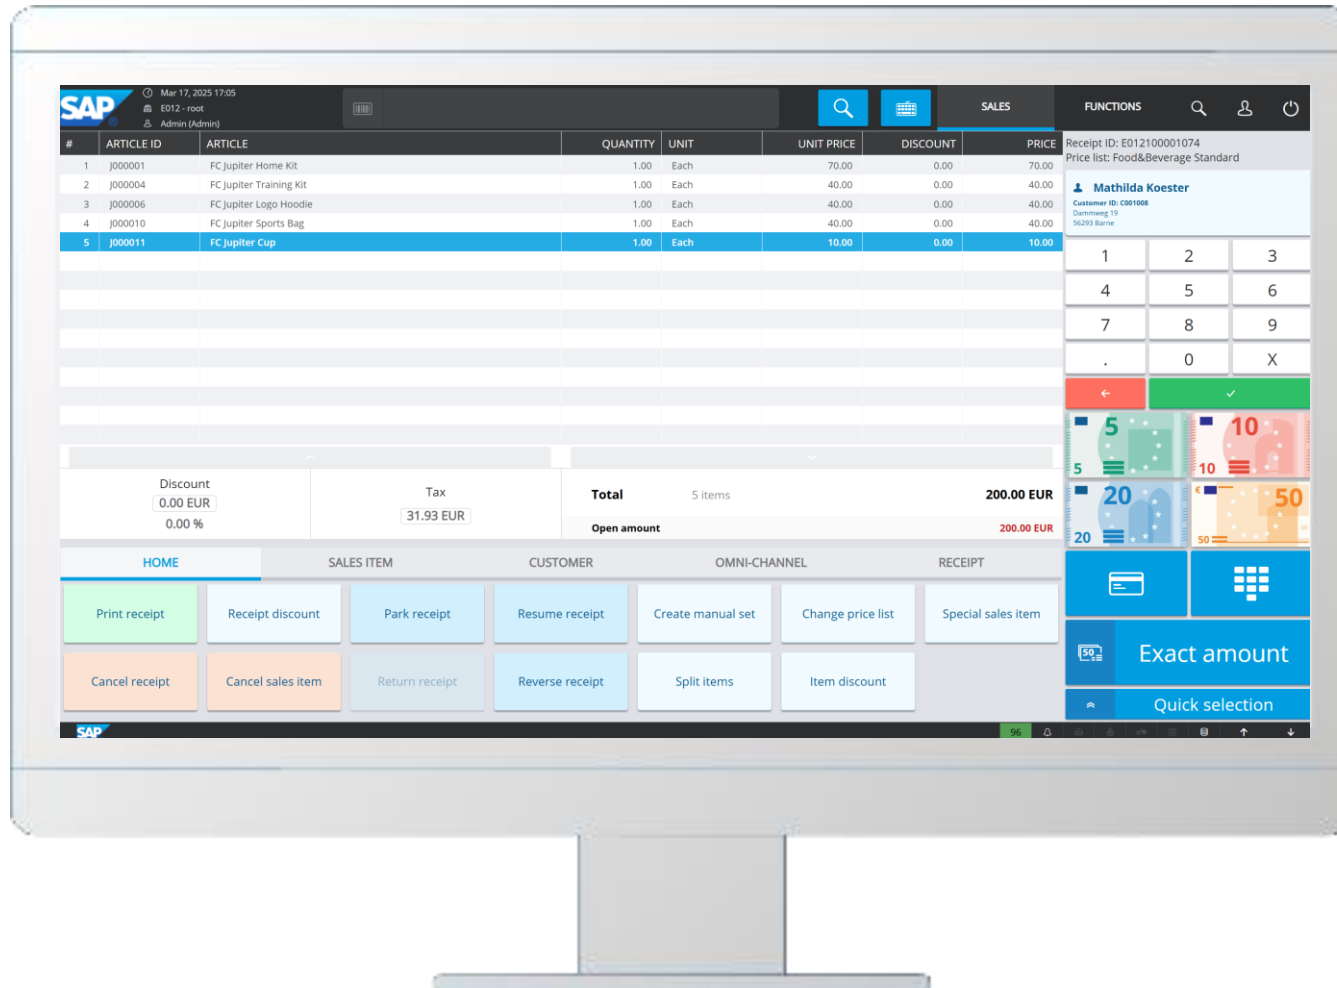 SAP
Mar 17, 2025 17:05
E012 - root
Admin (Admin)
SALES
FUNCTIONS
# ARTICLE ID ARTICLE QUANTITY UNIT UNIT PRICE DISCOUNT PRICE
1 J000001 FC Jupiter Home Kit 1.00 Each 70.00 0.00 70.00
2 J000004 FC Jupiter Training Kit 1.00 Each 40.00 0.00 40.00
3 J000006 FC Jupiter Logo Hoodie 1.00 Each 40.00 0.00 40.00
4 J000010 FC Jupiter Sports Bag 1.00 Each 40.00 0.00 40.00
5 J000011 FC Jupiter Cup 1.00 Each 10.00 0.00 10.00
Discount
0.00 EUR
0.00 %
Tax
31.93 EUR
Total 5 items 200.00 EUR
Open amount 200.00 EUR
HOME SALES ITEM CUSTOMER OMNI-CHANNEL RECEIPT
Print receipt Receipt discount Park receipt Resume receipt Create manual set Change price list Special sales item
Cancel receipt Cancel sales item Return receipt Reverse receipt Split items Item discount
Receipt ID: E012100001074
Price list: Food&Beverage Standard
Mathilda Koester
Customer ID: C001008
Dammweg 19
56293 Barne
1 2 3
4 5 6
7 8 9
. 0 X
5 10
5 10
20 € 50
20 50
50
Exact amount
Quick selection
SAP
96